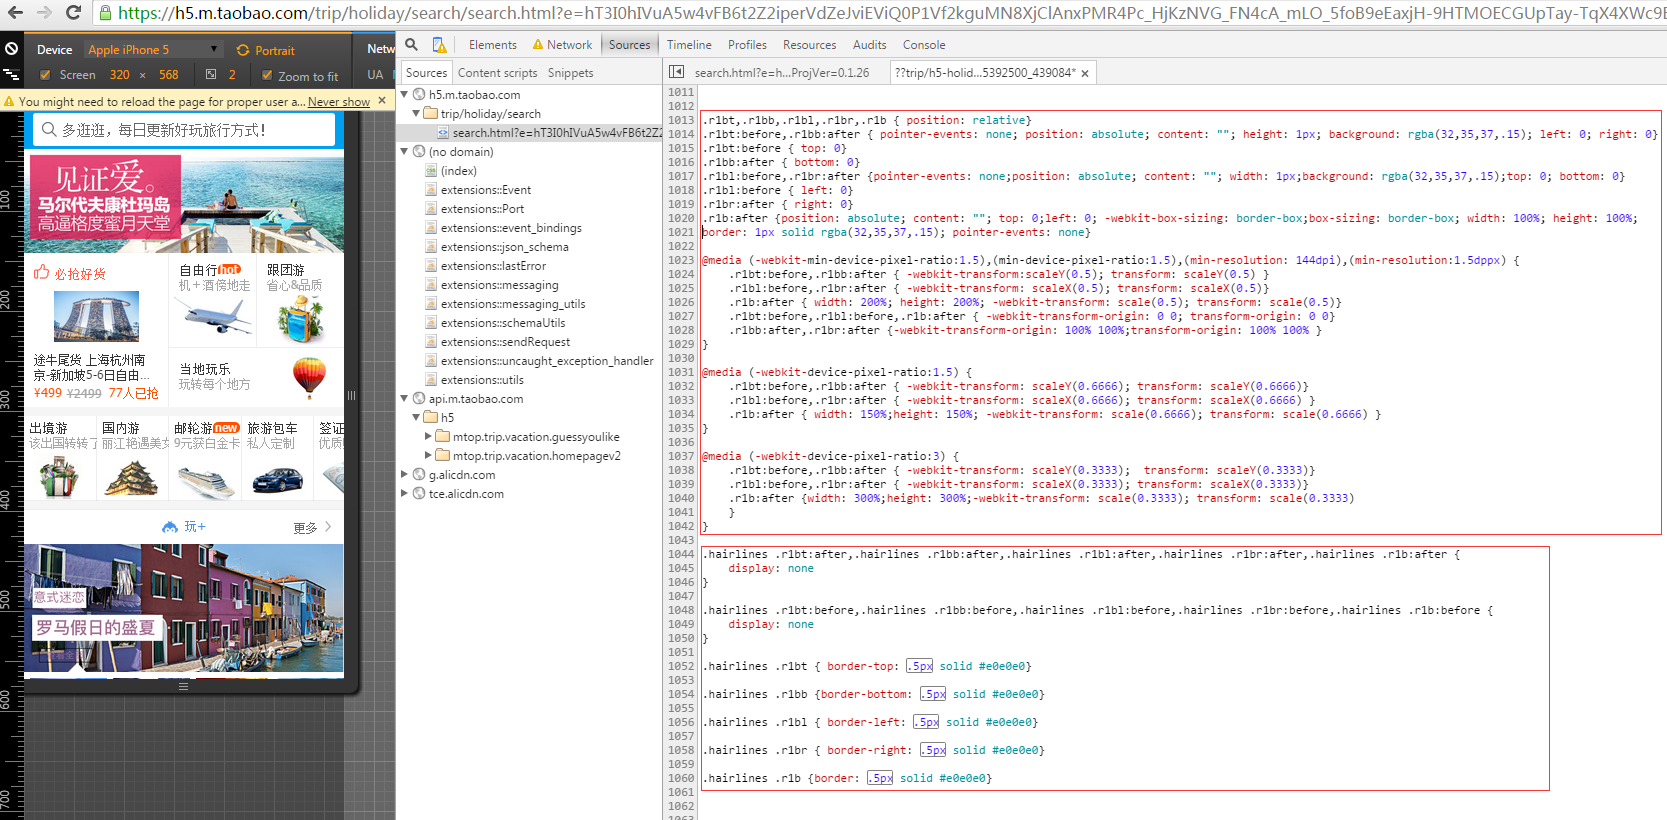 https://h5.m.taobao.com/trip/holiday/search/search.html?e=hT3I0hIVuA5w4vFB6t2Z2iperVdZeJviEViQ0P1Vf2kguMN8XjClAnxPMR4Pc_HjKzNVG_FN4cA_mLO_5foB9eEaxjH-9HTMOECGUpTay-TqX4XWc9E
Device Apple iPhone 5 Portrait Netw
Screen 320 × 568 2 Zoom to fit UA
You might need to reload the page for proper user a... Never show ×
多逛逛，每日更新好玩旅行方式！
见证爱。
马尔代夫康杜玛岛
高逼格度蜜月天堂
必抢好货
途牛尾货 上海杭州南
京-新加坡5-6日自由...
¥499 ¥2499 77人已抢
自由行 hot
机＋酒傍地走
跟团游
省心&品质
当地玩乐
玩转每个地方
出境游 国内游 邮轮游 new 旅游包车 签证
该出国转转了 丽江艳遇美女 9元获白金卡 私人定制 优质
玩+ 更多
意式迷恋
罗马假日的盛夏
100
200
300
400
500
600
700
Elements Network Sources Timeline Profiles Resources Audits Console
Sources Content scripts Snippets
h5.m.taobao.com
trip/holiday/search
search.html?e=hT3I0hIVuA5w4vFB6t2Z2
(no domain)
(index)
extensions::Event
extensions::Port
extensions::event_bindings
extensions::json_schema
extensions::lastError
extensions::messaging
extensions::messaging_utils
extensions::schemaUtils
extensions::sendRequest
extensions::uncaught_exception_handler
extensions::utils
api.m.taobao.com
h5
mtop.trip.vacation.guessyoulike
mtop.trip.vacation.homepagev2
g.alicdn.com
tce.alicdn.com
search.html?e=h...ProjVer=0.1.26 ??trip/h5-holid...5392500_439084* ×
1011
1012
1013 .r1bt,.r1bb,.r1bl,.r1br,.r1b { position: relative}
1014 .r1bt:before,.r1bb:after { pointer-events: none; position: absolute; content: ""; height: 1px; background: rgba(32,35,37,.15); left: 0; right: 0}
1015 .r1bt:before { top: 0}
1016 .r1bb:after { bottom: 0}
1017 .r1bl:before,.r1br:after {pointer-events: none;position: absolute; content: ""; width: 1px;background: rgba(32,35,37,.15);top: 0; bottom: 0}
1018 .r1bl:before { left: 0}
1019 .r1br:after { right: 0}
1020 .r1b:after {position: absolute; content: ""; top: 0;left: 0; -webkit-box-sizing: border-box;box-sizing: border-box; width: 100%; height: 100%;
1021 border: 1px solid rgba(32,35,37,.15); pointer-events: none}
1022
1023 @media (-webkit-min-device-pixel-ratio:1.5),(min-device-pixel-ratio:1.5),(min-resolution: 144dpi),(min-resolution:1.5dppx) {
1024 .r1bt:before,.r1bb:after { -webkit-transform:scaleY(0.5); transform: scaleY(0.5) }
1025 .r1bl:before,.r1br:after { -webkit-transform: scaleX(0.5); transform: scaleX(0.5)}
1026 .r1b:after { width: 200%; height: 200%; -webkit-transform: scale(0.5); transform: scale(0.5)}
1027 .r1bt:before,.r1bl:before,.r1b:after { -webkit-transform-origin: 0 0; transform-origin: 0 0}
1028 .r1bb:after,.r1br:after {-webkit-transform-origin: 100% 100%;transform-origin: 100% 100% }
1029 }
1030
1031 @media (-webkit-device-pixel-ratio:1.5) {
1032 .r1bt:before,.r1bb:after { -webkit-transform: scaleY(0.6666); transform: scaleY(0.6666)}
1033 .r1bl:before,.r1br:after { -webkit-transform: scaleX(0.6666); transform: scaleX(0.6666) }
1034 .r1b:after { width: 150%;height: 150%; -webkit-transform: scale(0.6666); transform: scale(0.6666) }
1035 }
1036
1037 @media (-webkit-device-pixel-ratio:3) {
1038 .r1bt:before,.r1bb:after { -webkit-transform: scaleY(0.3333); transform: scaleY(0.3333)}
1039 .r1bl:before,.r1br:after { -webkit-transform: scaleX(0.3333); transform: scaleX(0.3333)}
1040 .r1b:after {width: 300%;height: 300%;-webkit-transform: scale(0.3333); transform: scale(0.3333)
1041 }
1042 }
1043
1044 .hairlines .r1bt:after,.hairlines .r1bb:after,.hairlines .r1bl:after,.hairlines .r1br:after,.hairlines .r1b:after {
1045 display: none
1046 }
1047
1048 .hairlines .r1bt:before,.hairlines .r1bb:before,.hairlines .r1bl:before,.hairlines .r1br:before,.hairlines .r1b:before {
1049 display: none
1050 }
1051
1052 .hairlines .r1bt { border-top: .5px solid #e0e0e0}
1053
1054 .hairlines .r1bb {border-bottom: .5px solid #e0e0e0}
1055
1056 .hairlines .r1bl { border-left: .5px solid #e0e0e0}
1057
1058 .hairlines .r1br { border-right: .5px solid #e0e0e0}
1059
1060 .hairlines .r1b {border: .5px solid #e0e0e0}
1061
1062
1063